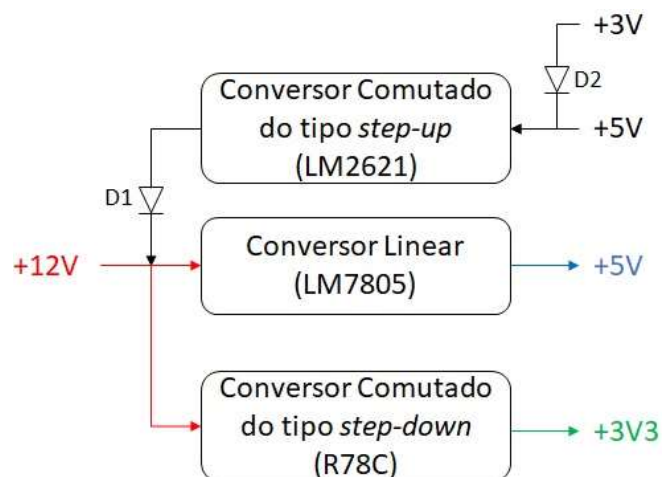 +3V
D2
Conversor Comutado
do tipo step-up
(LM2621)
+5V
D1
+12V
Conversor Linear
(LM7805)
+5V
Conversor Comutado
do tipo step-down
(R78C)
+3V3